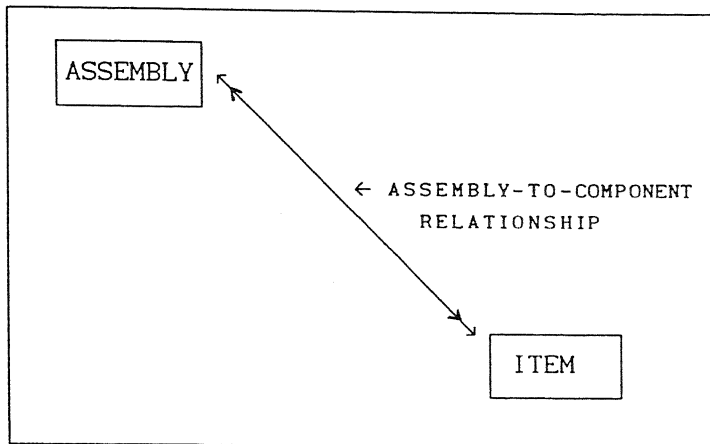 ASSEMBLY
← ASSEMBLY-TO-COMPONENT
RELATIONSHIP
ITEM